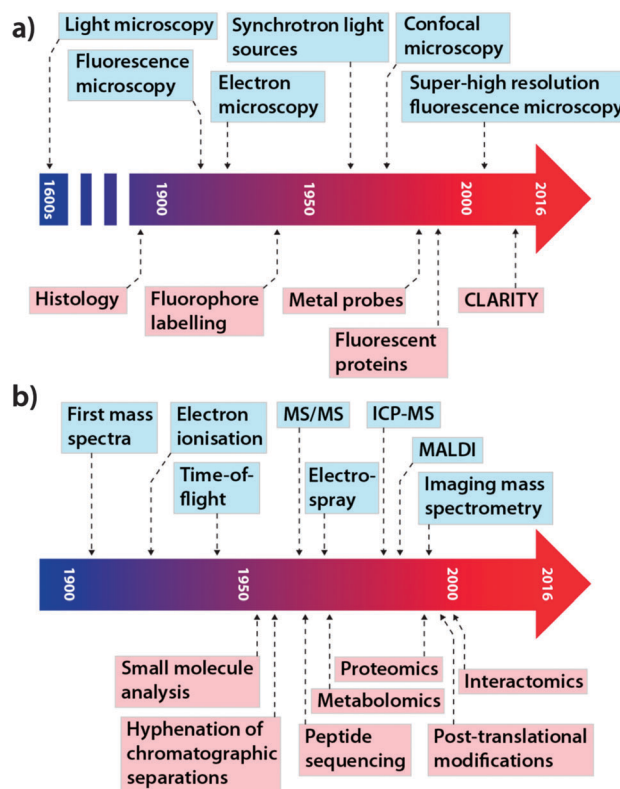 a)
Light microscopy
Synchrotron light
sources
Confocal
microscopy
Fluorescence
microscopy
Electron
microscopy
Super-high resolution
fluorescence microscopy
1600s
1900
1950
2000
2016
Histology
Fluorophore
labelling
Metal probes
CLARITY
Fluorescent
proteins
b)
First mass
spectra
Electron
ionisation
MS/MS
ICP-MS
MALDI
Time-of-
flight
Electro-
spray
Imaging mass
spectrometry
1900
1950
2000
2016
Small molecule
analysis
Proteomics
Interactomics
Metabolomics
Hyphenation of
chromatographic
separations
Peptide
sequencing
Post-translational
modifications